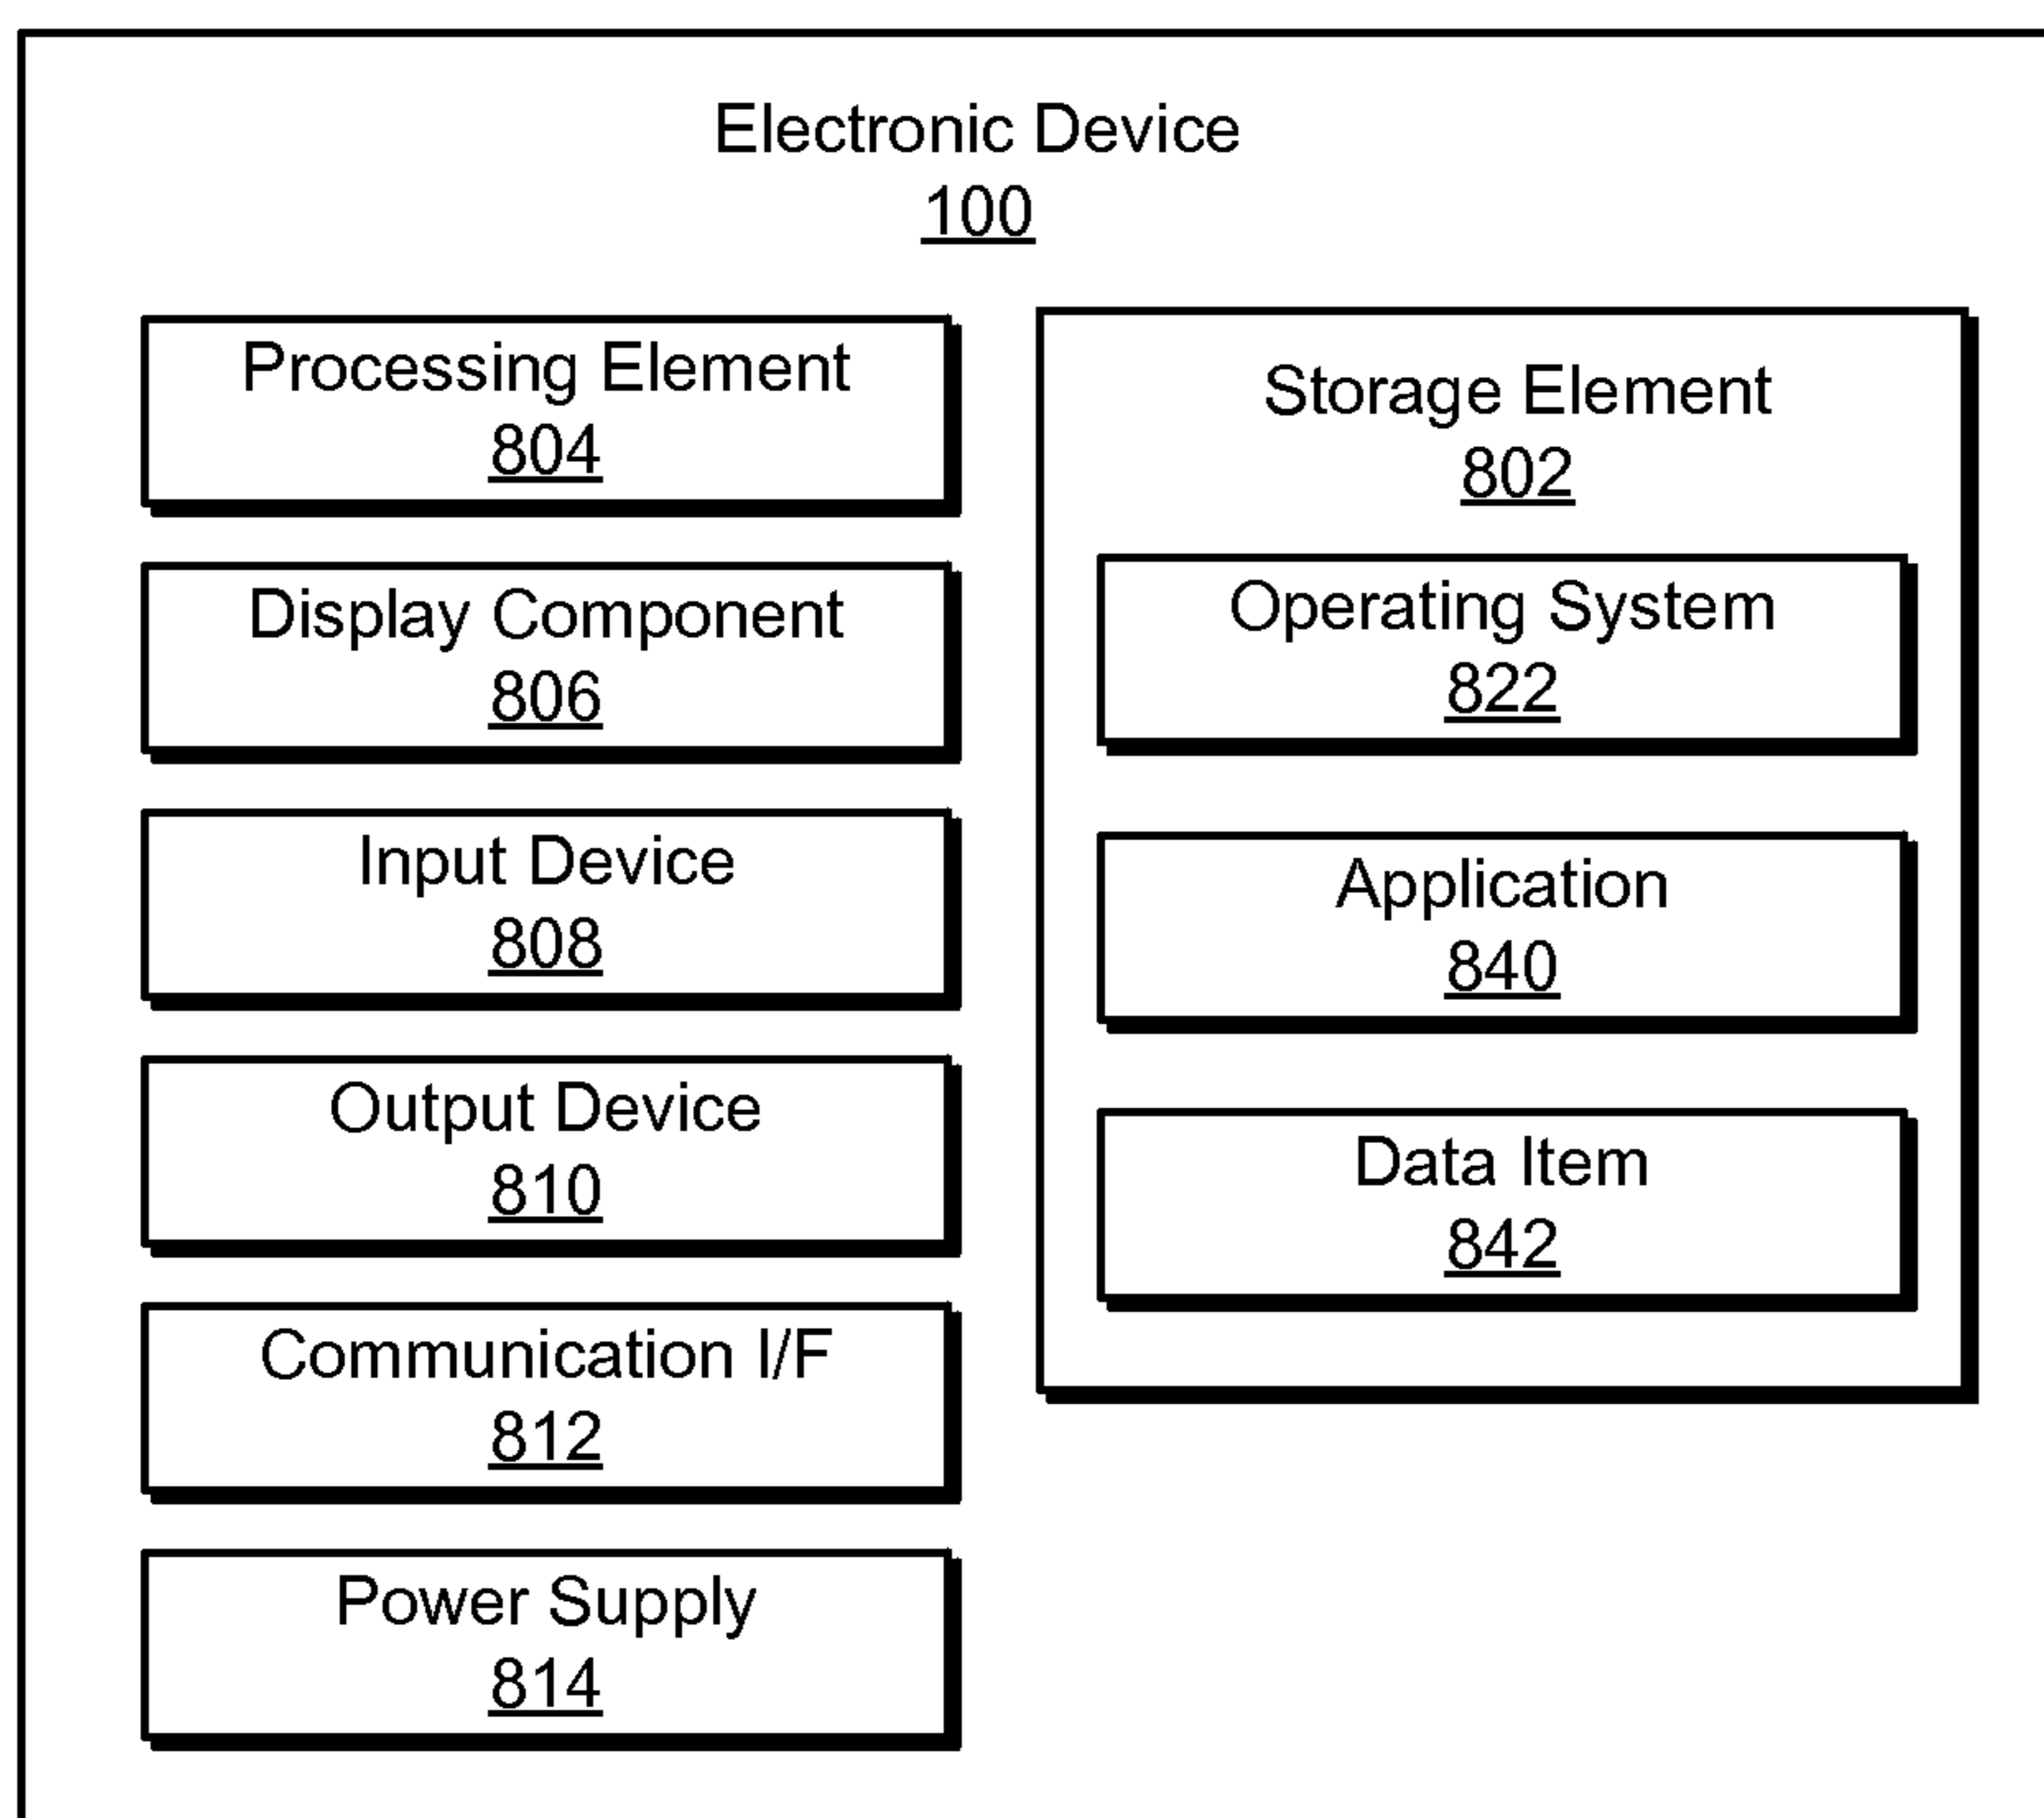 Electronic Device
100
Processing Element
804
Display Component
806
Input Device
808
Output Device
810
Communication I/F
812
Power Supply
814
Storage Element
802
Operating System
822
Application
840
Data Item
842